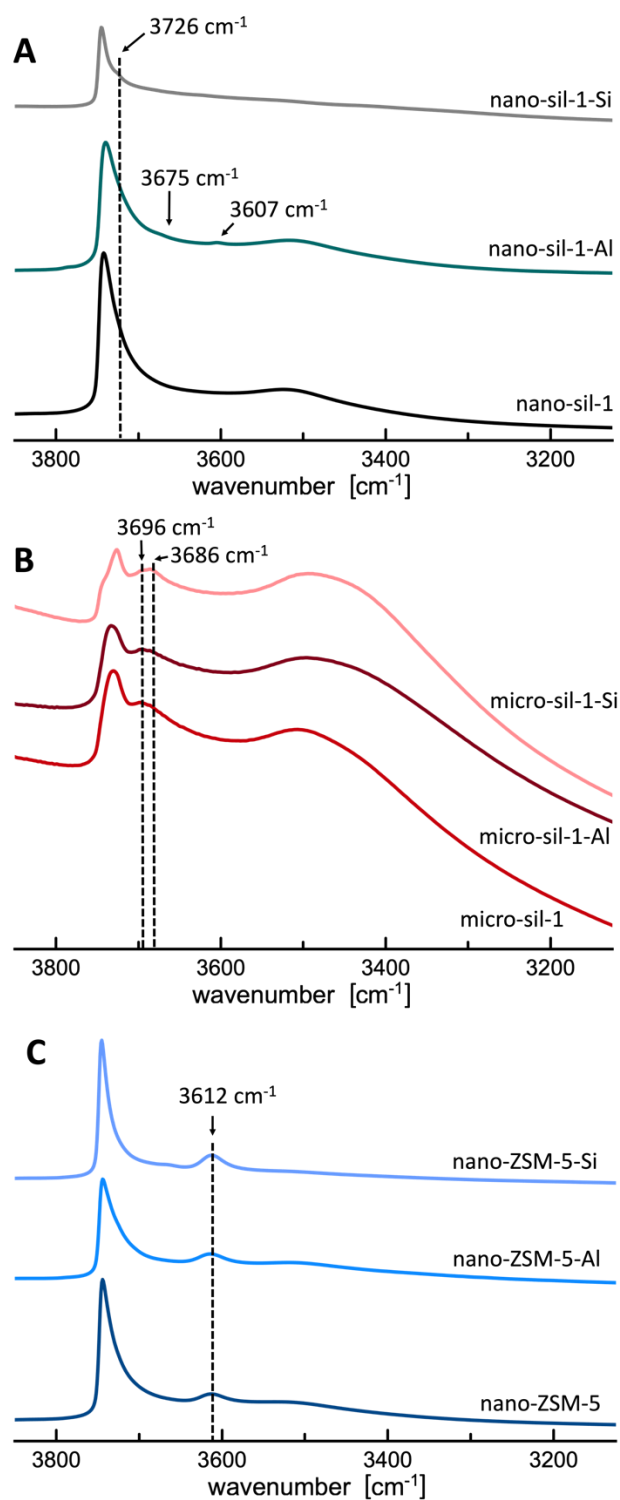 A
3726 cm⁻¹
nano-sil-1-Si
3675 cm⁻¹
3607 cm⁻¹
nano-sil-1-Al
nano-sil-1
3800 3600 3400 3200
wavenumber [cm⁻¹]
B
3696 cm⁻¹
3686 cm⁻¹
micro-sil-1-Si
micro-sil-1-Al
micro-sil-1
3800 3600 3400 3200
wavenumber [cm⁻¹]
C
3612 cm⁻¹
nano-ZSM-5-Si
nano-ZSM-5-Al
nano-ZSM-5
3800 3600 3400 3200
wavenumber [cm⁻¹]